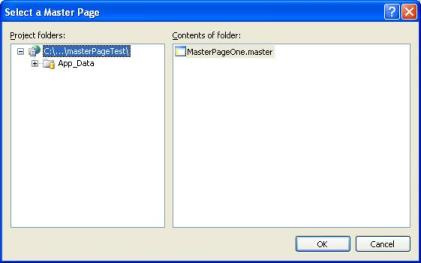 Select a Master Page
Project folders:
Contents of folder:
C:\...\masterPageTest\
MasterPageOne.master
App_Data
OK
Cancel